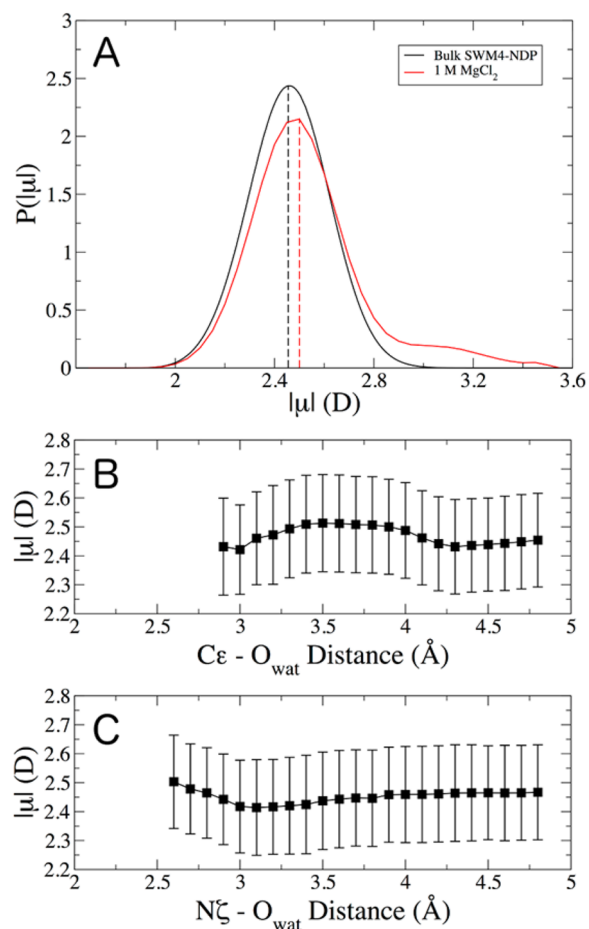 A
3
2.5
2
1.5
1
0.5
0
P(|μ|)
Bulk SWM4-NDP
1 M MgCl₂
2 2.4 2.8 3.2 3.6
|μ| (D)
B
2.8
2.7
2.6
2.5
2.4
2.3
2.2
|μ| (D)
2 2.5 3 3.5 4 4.5 5
Cε - Owat Distance (Å)
C
2.8
2.7
2.6
2.5
2.4
2.3
2.2
|μ| (D)
2 2.5 3 3.5 4 4.5 5
Nζ - Owat Distance (Å)